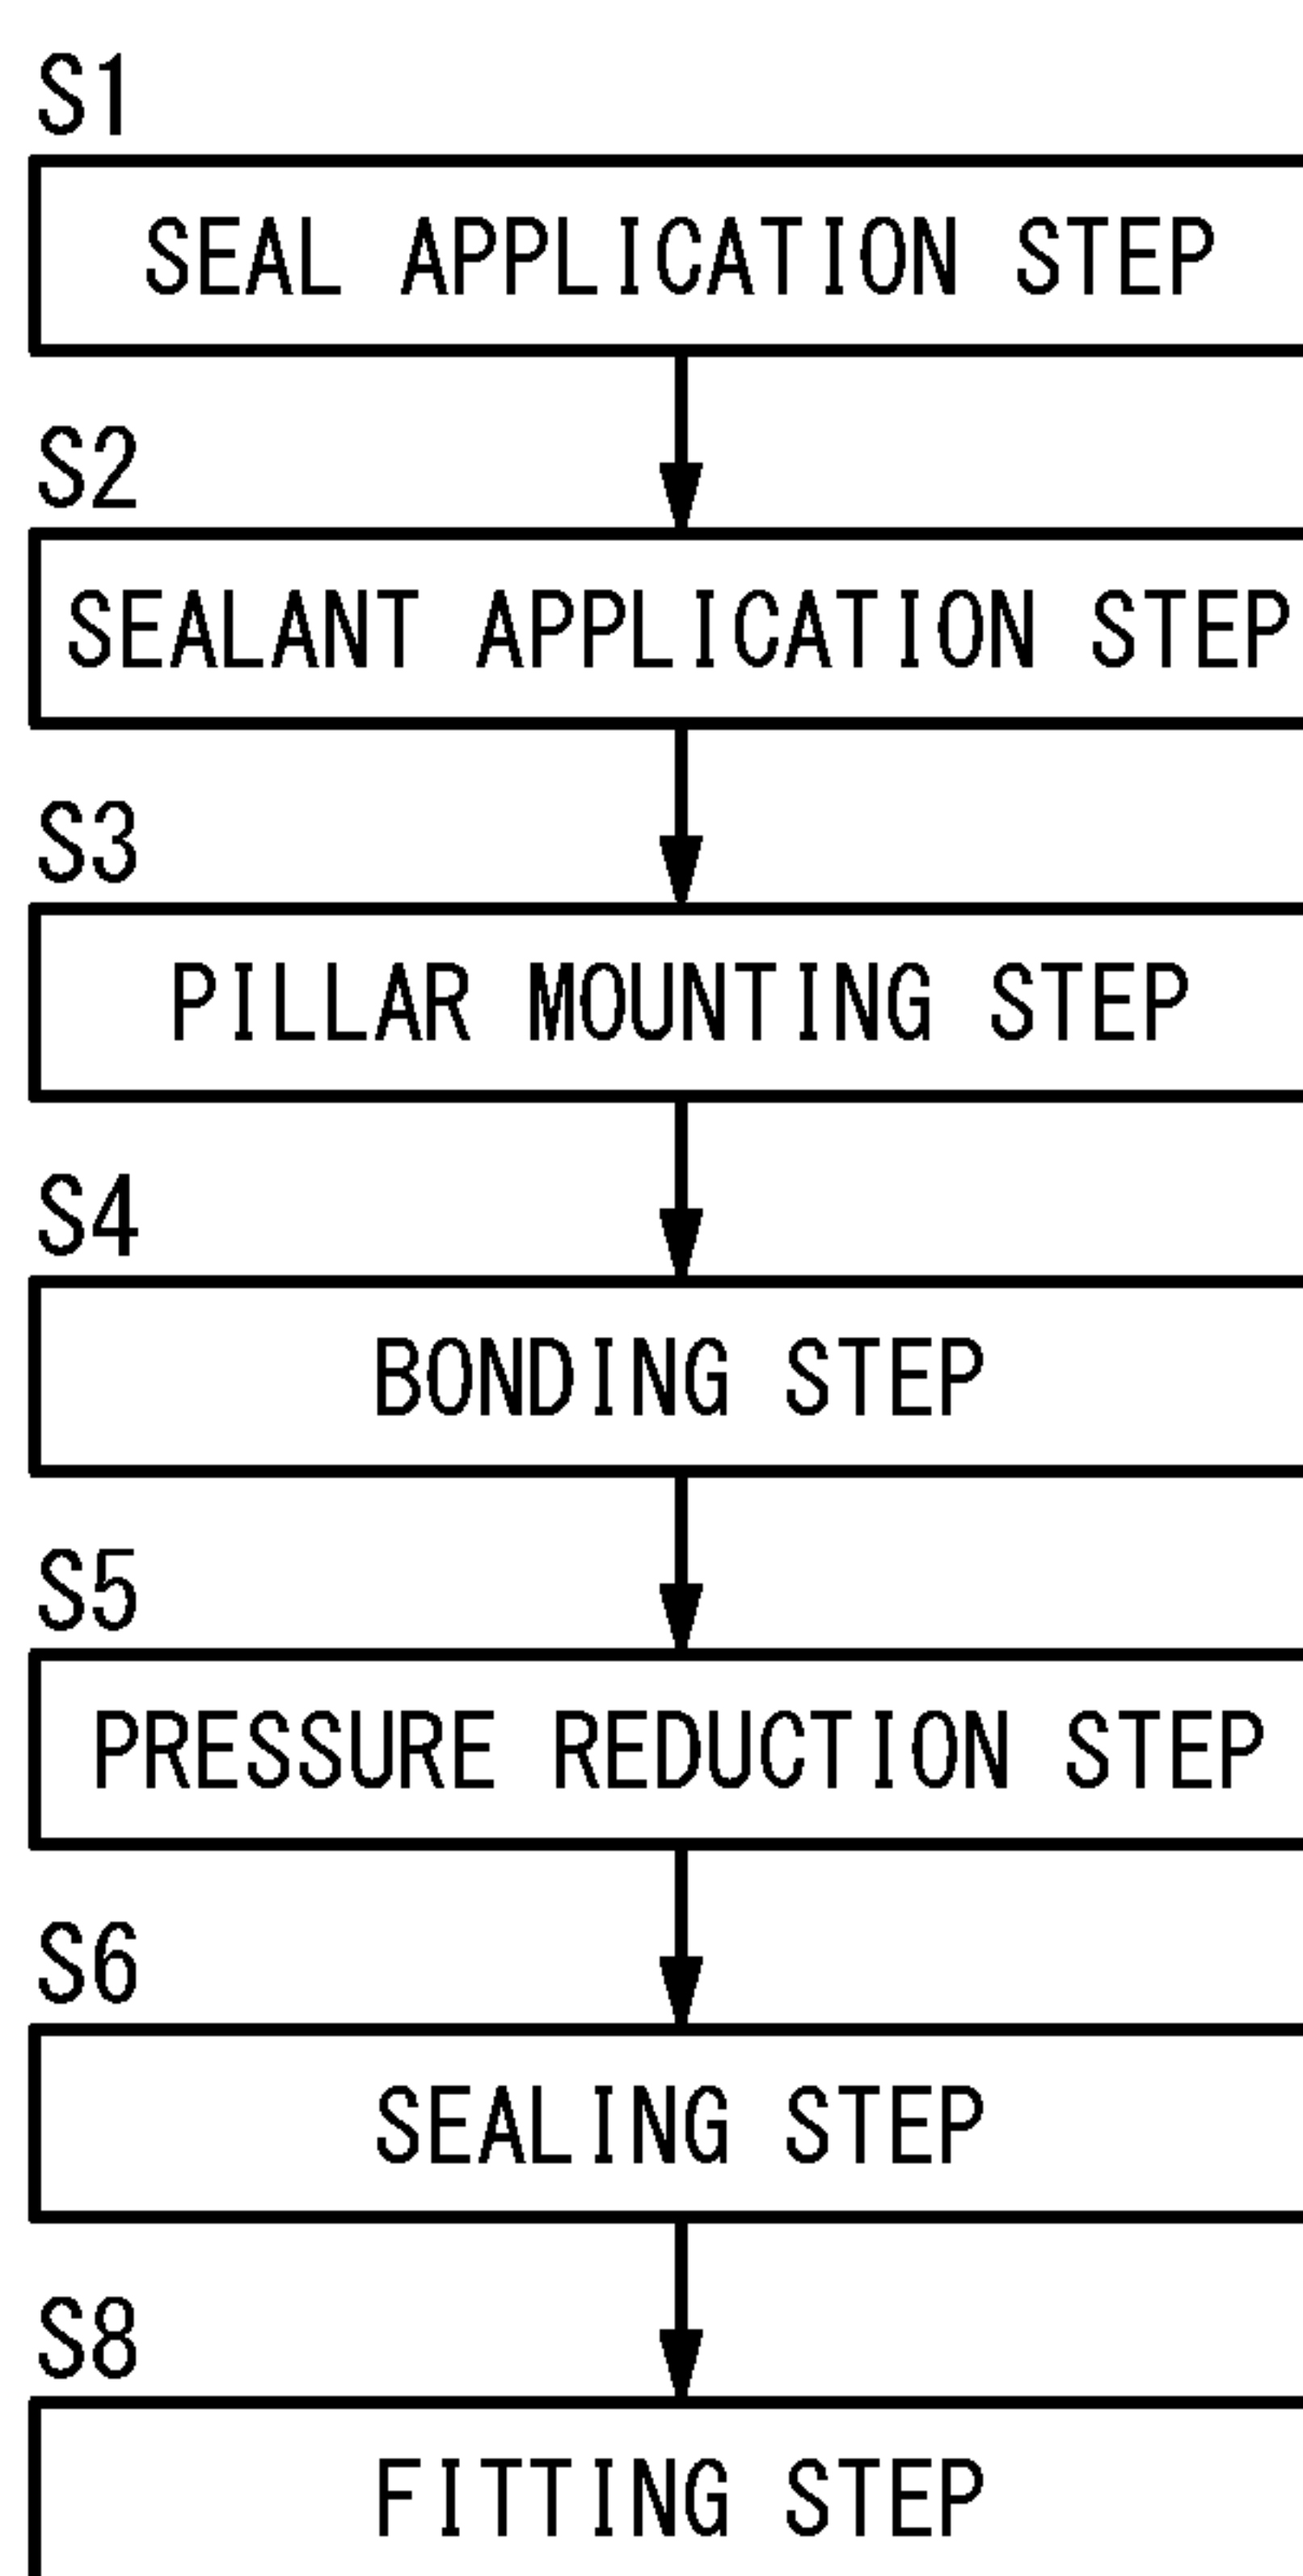 S1
SEAL APPLICATION STEP
S2
SEALANT APPLICATION STEP
S3
PILLAR MOUNTING STEP
S4
BONDING STEP
S5
PRESSURE REDUCTION STEP
S6
SEALING STEP
S8
FITTING STEP